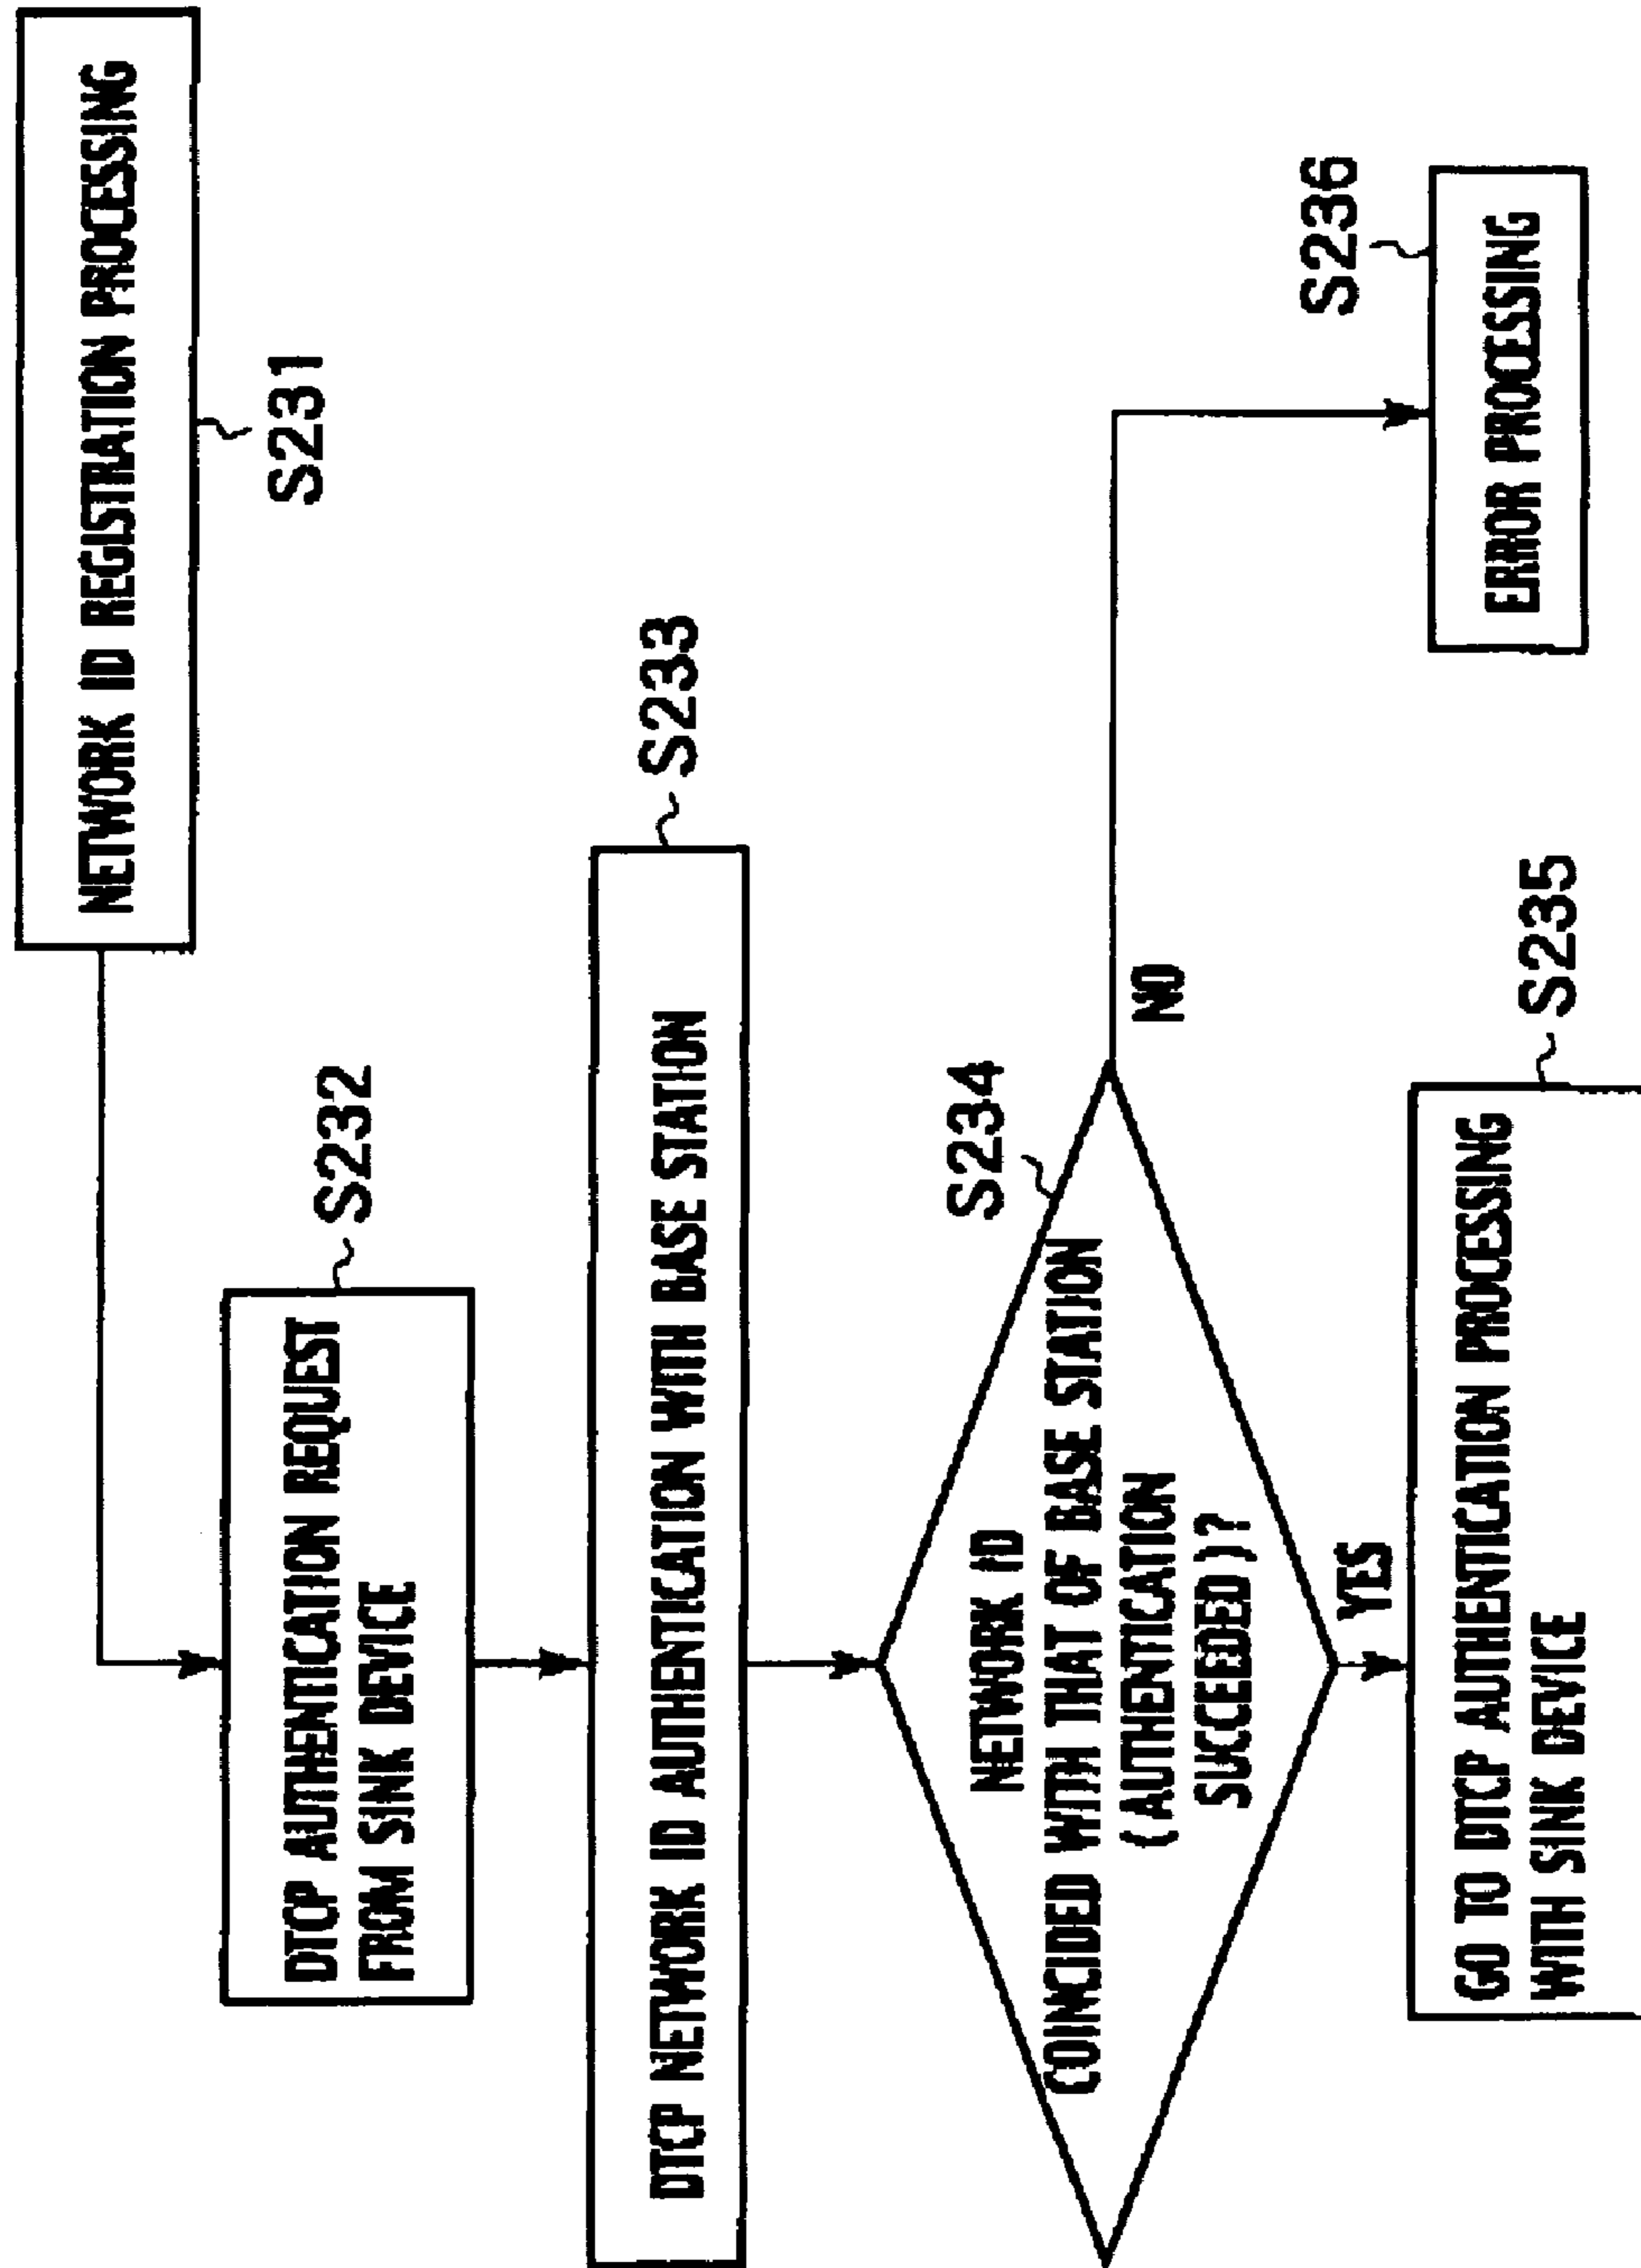 NETWORK ID REGISTRATION PROCESSING
S231
DTCP AUTHENTICATION REQUEST
FROM SINK DEVICE
S232
DTCP NETWORK ID AUTHENTICATION WITH BASE STATION
S233
NETWORK ID
COINCIDED WITH THAT OF BASE STATION
(AUTHENTICATION
SUCCEEDED)?
S234
NO
YES
GO TO DTCP AUTHENTICATION PROCESSING
WITH SINK DEVICE
S235
ERROR PROCESSING
S236